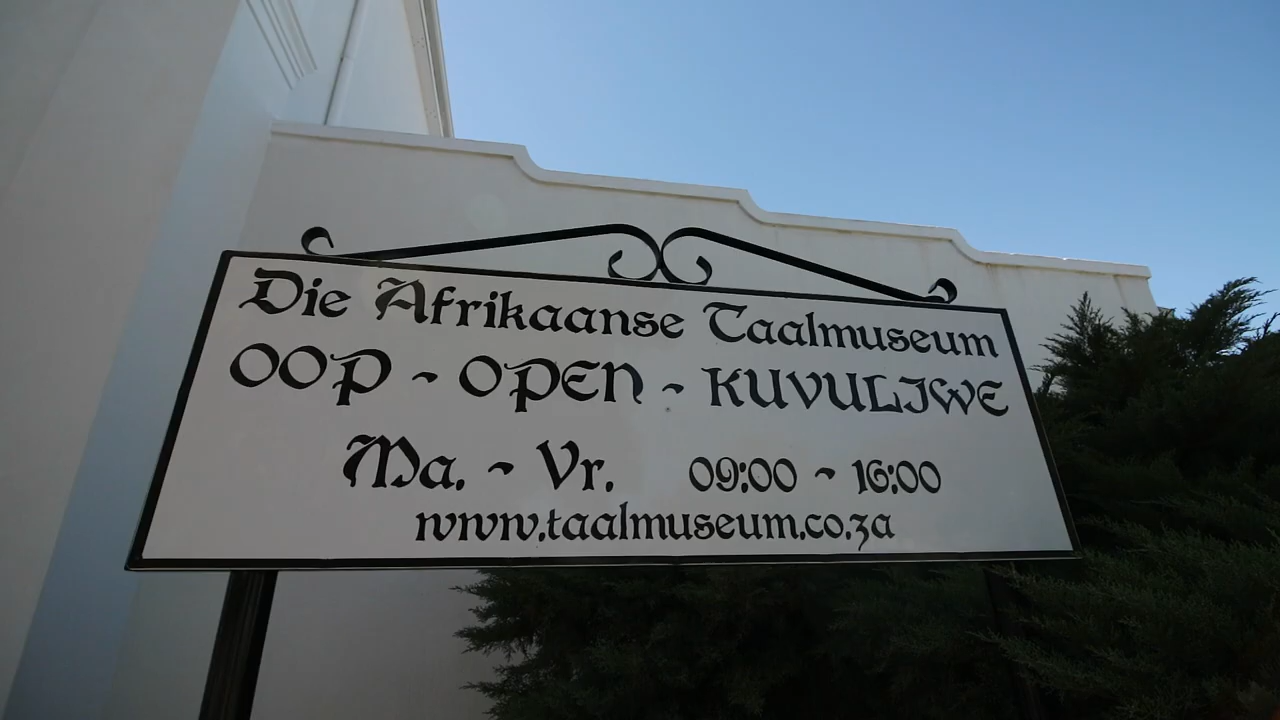 Die Afrikaanse Taalmuseum
OOP ~ OPEN ~ KUVULIWE
Ma. ~ Vr. 09:00 ~ 16:00
www.taalmuseum.co.za